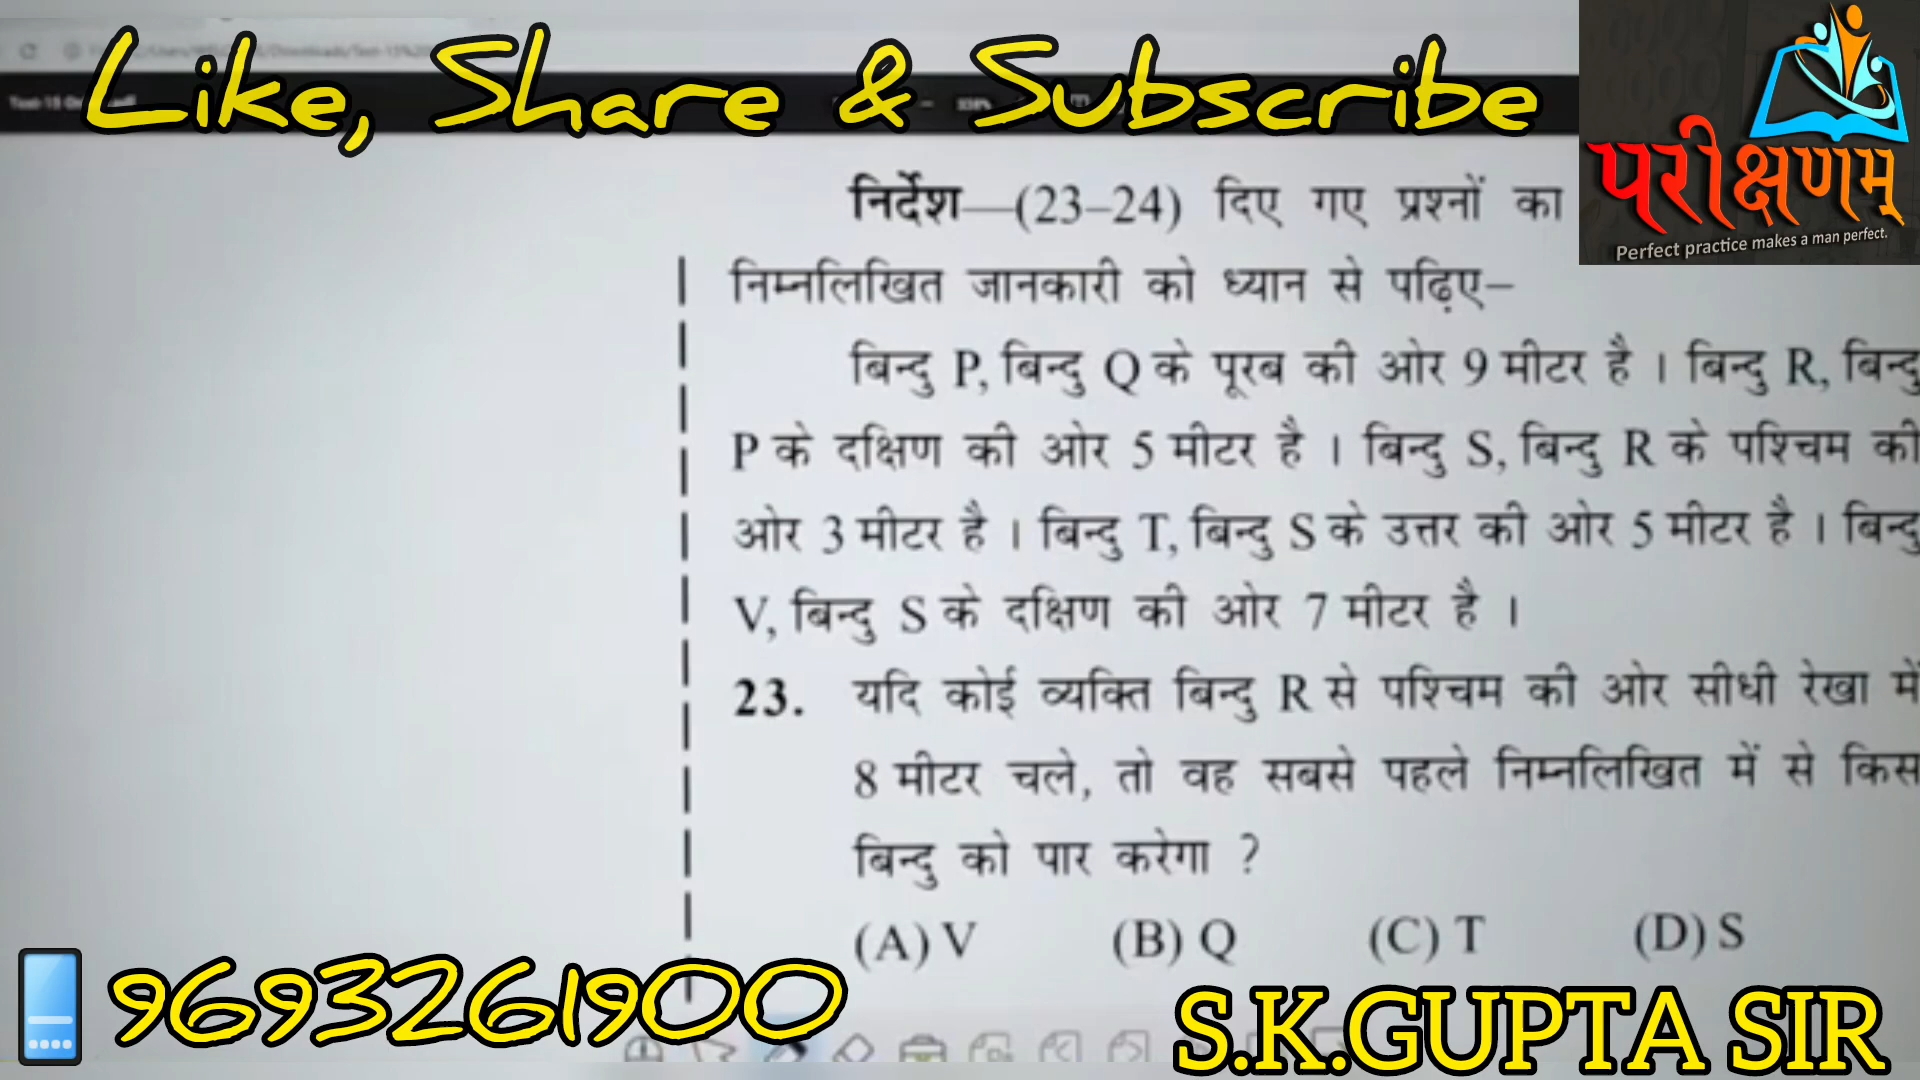 Like, Share & Subscribe
परीक्षणम्
Perfect practice makes a man perfect.
निर्देश—(23–24) दिए गए प्रश्नों का
निम्नलिखित जानकारी को ध्यान से पढ़िए–
बिन्दु P, बिन्दु Q के पूरब की ओर 9 मीटर है । बिन्दु R, बिन्दु
P के दक्षिण की ओर 5 मीटर है । बिन्दु S, बिन्दु R के पश्चिम की
ओर 3 मीटर है । बिन्दु T, बिन्दु S के उत्तर की ओर 5 मीटर है । बिन्दु
V, बिन्दु S के दक्षिण की ओर 7 मीटर है ।
23. यदि कोई व्यक्ति बिन्दु R से पश्चिम की ओर सीधी रेखा में
8 मीटर चले, तो वह सबसे पहले निम्नलिखित में से किस
बिन्दु को पार करेगा ?
(A) V (B) Q (C) T (D) S
9693261900
S.K.GUPTA SIR